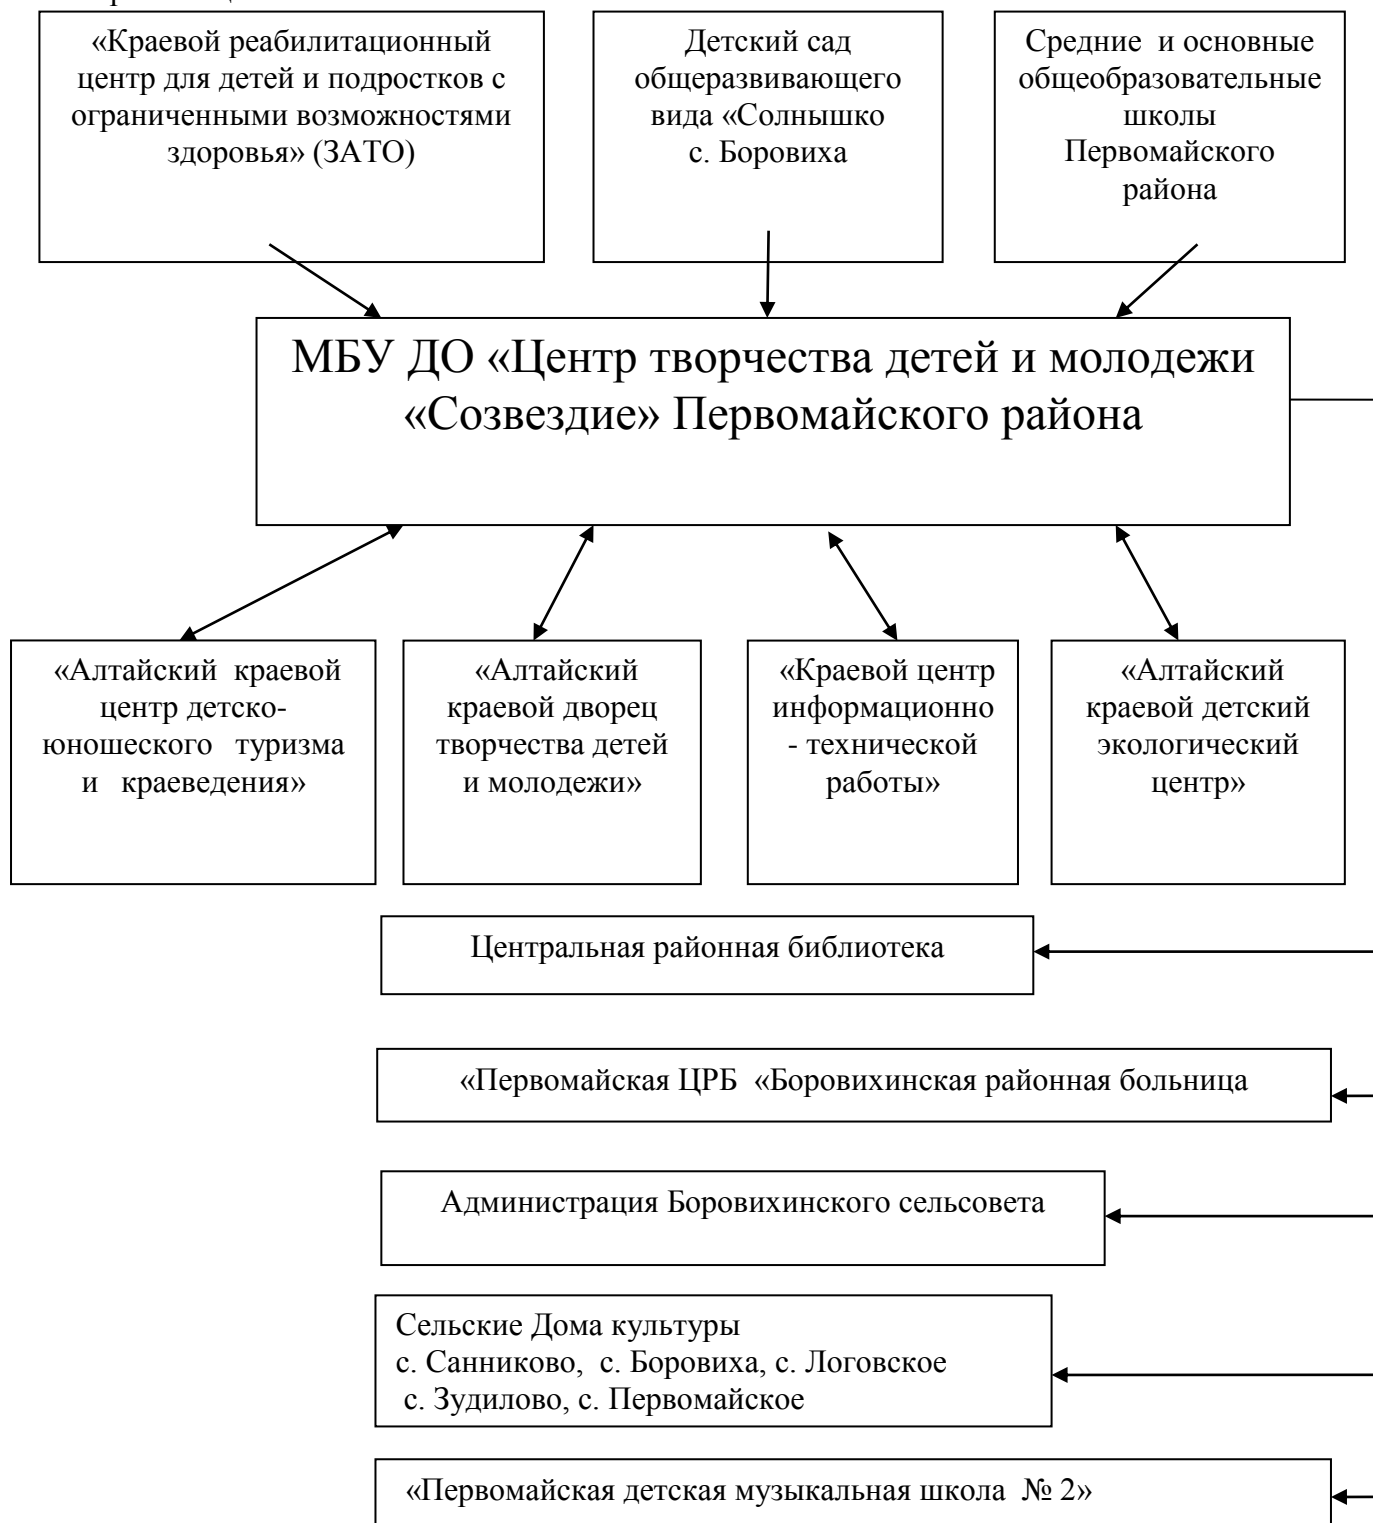 «Краевой реабилитационный
центр для детей и подростков с
ограниченными возможностями
здоровья» (ЗАТО)
Детский сад
общеразвивающего
вида «Солнышко
с. Боровиха
Средние и основные
общеобразовательные
школы
Первомайского
района
МБУ ДО «Центр творчества детей и молодежи
«Созвездие» Первомайского района
«Алтайский краевой
центр детско-
юношеского туризма
и краеведения»
«Алтайский
краевой дворец
творчества детей
и молодежи»
«Краевой центр
информационно
- технической
работы»
«Алтайский
краевой детский
экологический
центр»
Центральная районная библиотека
«Первомайская ЦРБ «Боровихинская районная больница
Администрация Боровихинского сельсовета
Сельские Дома культуры
с. Санниково, с. Боровиха, с. Логовское
с. Зудилово, с. Первомайское
«Первомайская детская музыкальная школа № 2»